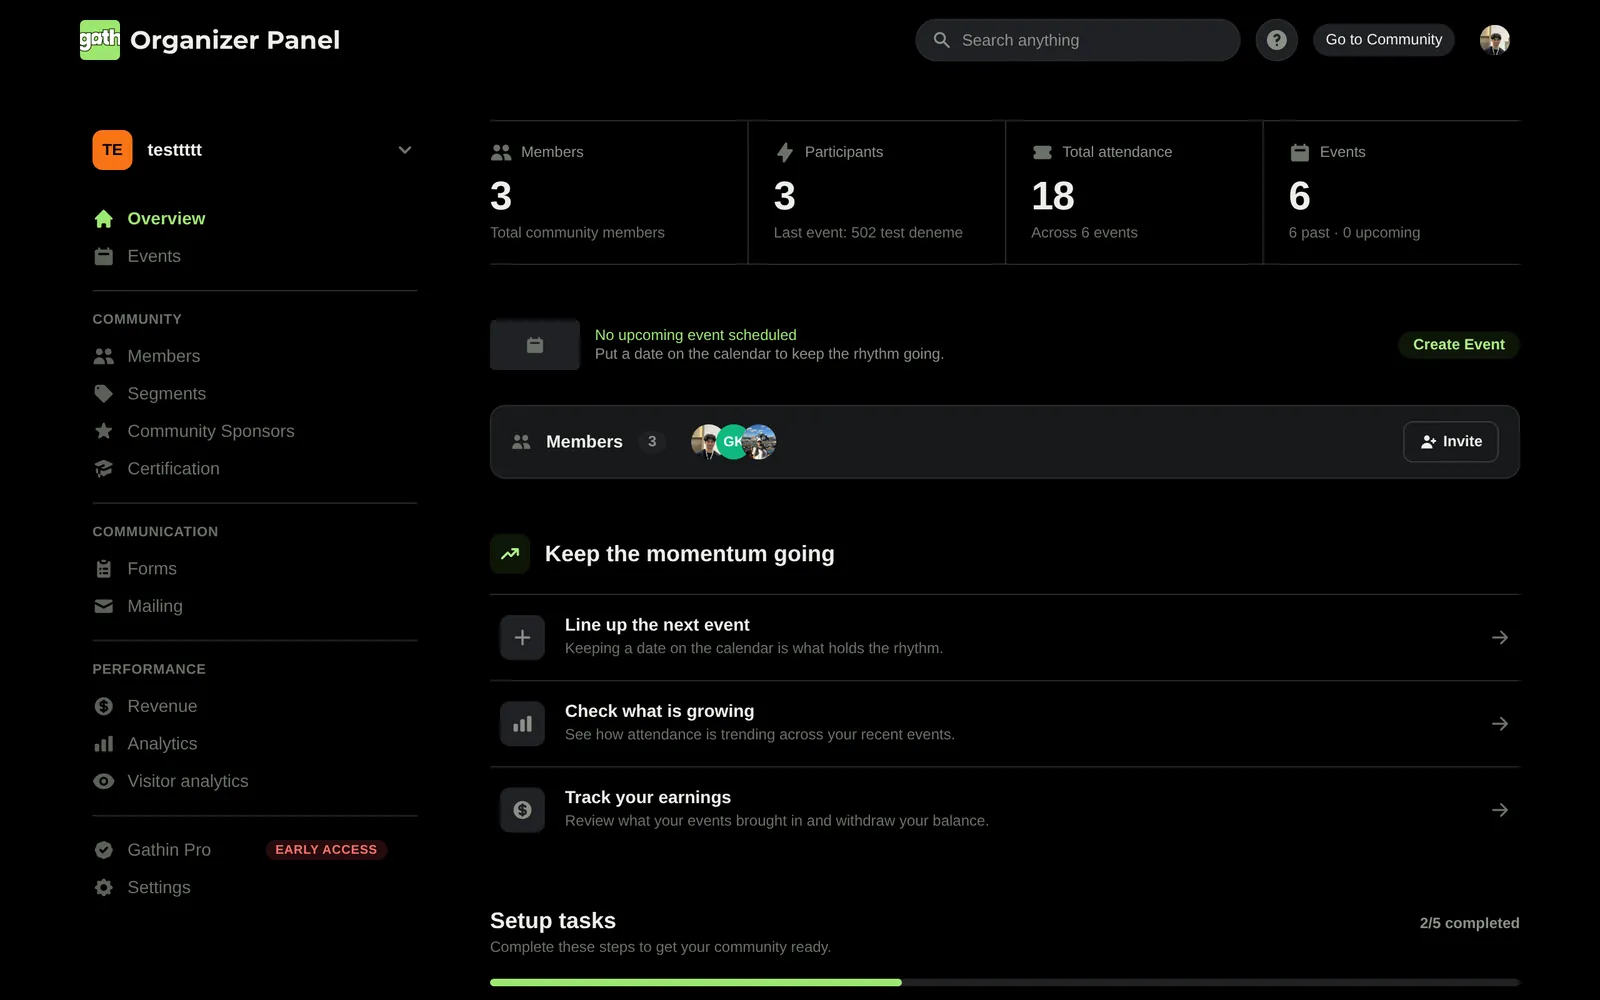 gath Organizer Panel
Search anything
Go to Community
TE testtttt
Overview
Events
COMMUNITY
Members
Segments
Community Sponsors
Certification
COMMUNICATION
Forms
Mailing
PERFORMANCE
Revenue
Analytics
Visitor analytics
Gathin Pro EARLY ACCESS
Settings
Members
3
Total community members
Participants
3
Last event: 502 test deneme
Total attendance
18
Across 6 events
Events
6
6 past · 0 upcoming
No upcoming event scheduled
Put a date on the calendar to keep the rhythm going.
Create Event
Members 3 GK Invite
Keep the momentum going
Line up the next event
Keeping a date on the calendar is what holds the rhythm.
Check what is growing
See how attendance is trending across your recent events.
Track your earnings
Review what your events brought in and withdraw your balance.
Setup tasks
2/5 completed
Complete these steps to get your community ready.